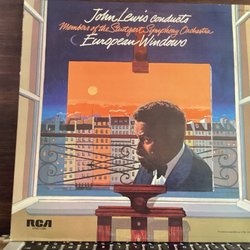 John Lewis conducts
Members of the Stuttgart Symphony Orchestra
European Windows
RCA